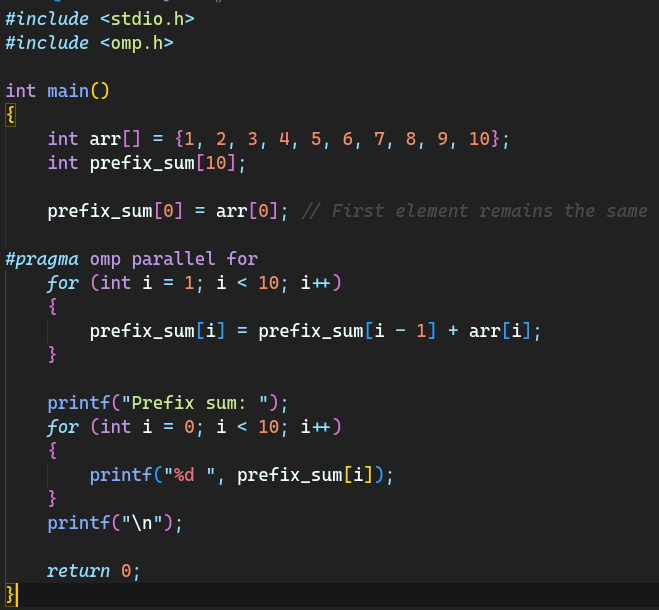 #include <stdio.h>
#include <omp.h>
int main()
{
    int arr[] = {1, 2, 3, 4, 5, 6, 7, 8, 9, 10};
    int prefix_sum[10];
    prefix_sum[0] = arr[0]; // First element remains the same
#pragma omp parallel for
    for (int i = 1; i < 10; i++)
    {
        prefix_sum[i] = prefix_sum[i - 1] + arr[i];
    }
    printf("Prefix sum: ");
    for (int i = 0; i < 10; i++)
    {
        printf("%d ", prefix_sum[i]);
    }
    printf("\n");
    return 0;
}